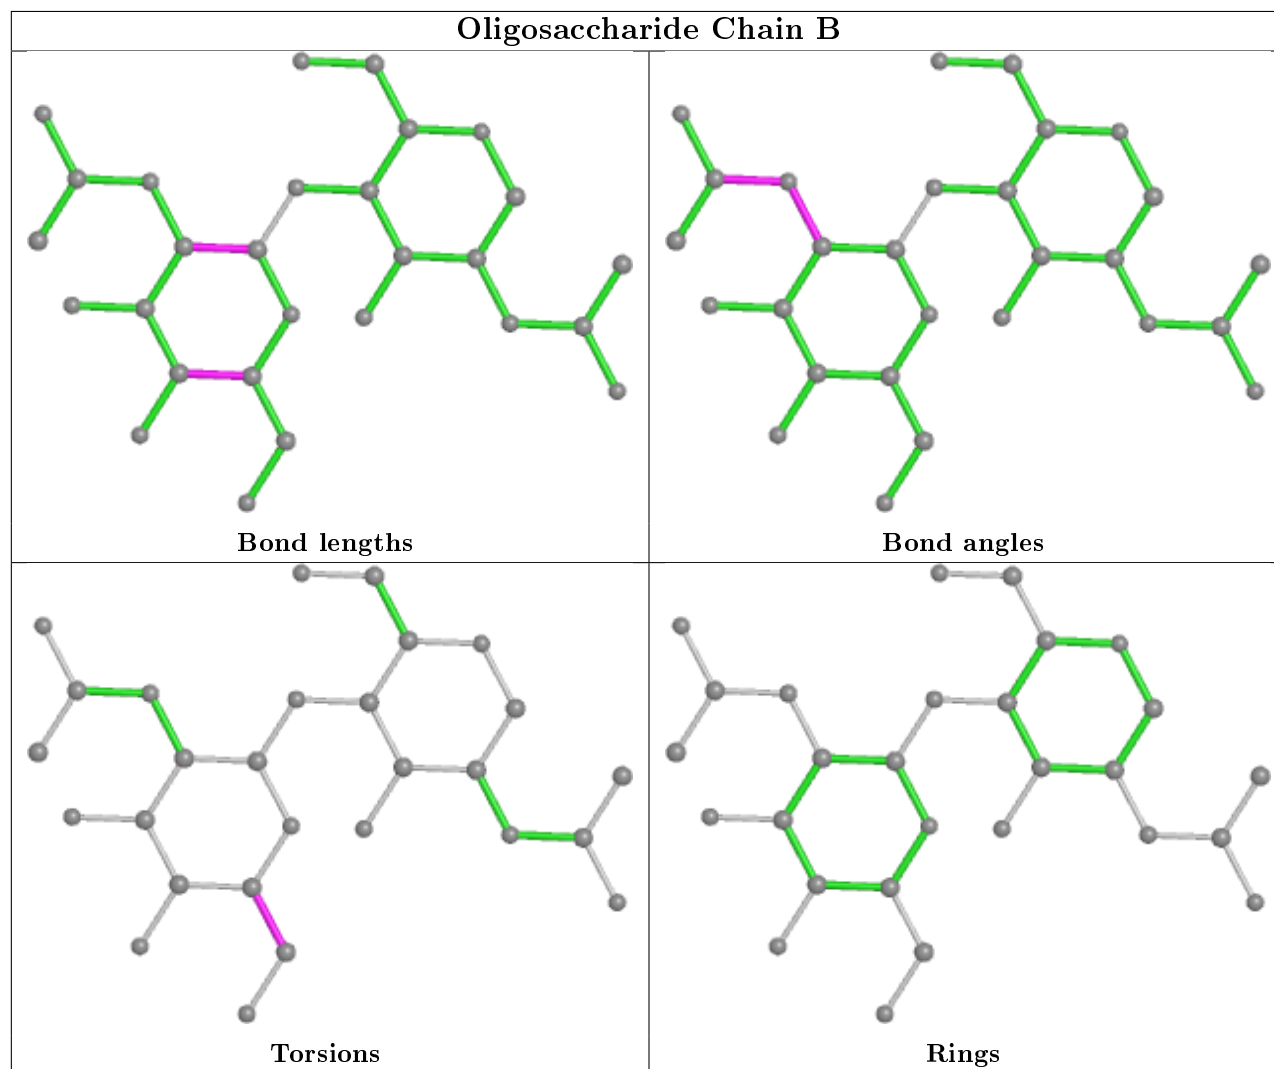 Oligosaccharide Chain B
Bond lengths
Bond angles
Torsions
Rings